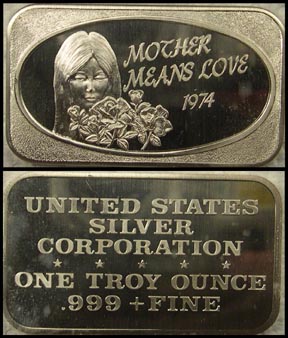 MOTHER
MEANS LOVE
1974
UNITED STATES
SILVER
CORPORATION
ONE TROY OUNCE
.999 + FINE